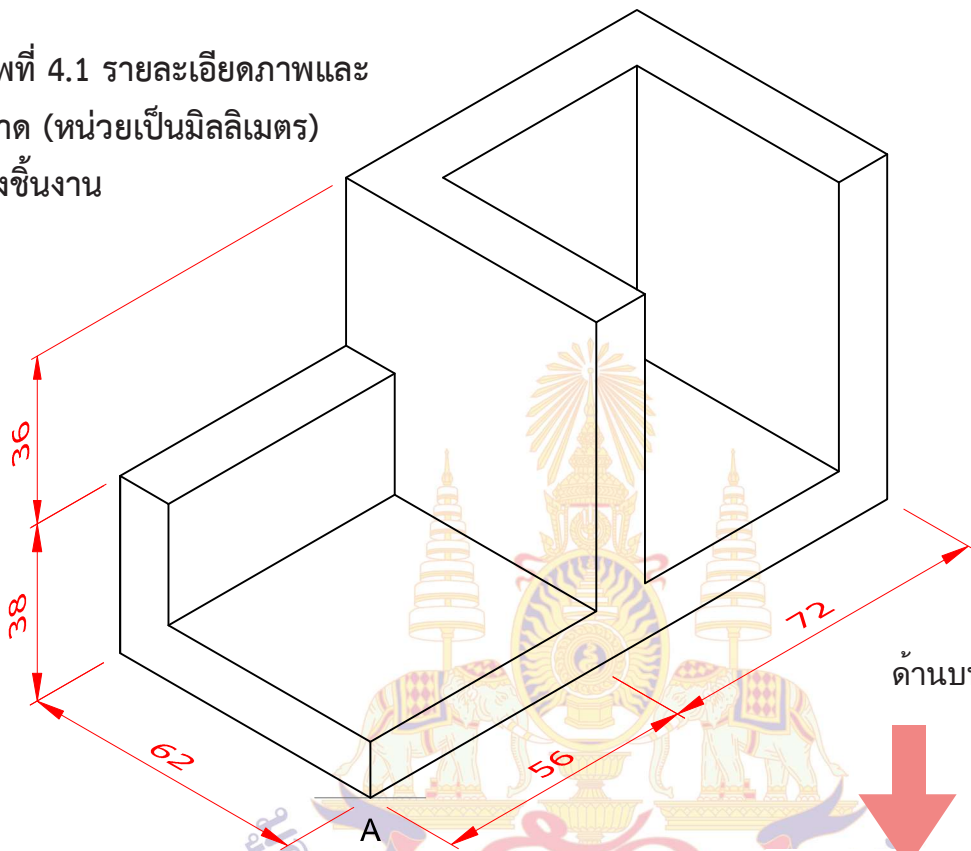 พที่ 4.1 รายละเอียดภาพและ
าด (หน่วยเป็นมิลลิเมตร)
งชิ้นงาน
36
38
62
56
72
A
ด้านบ